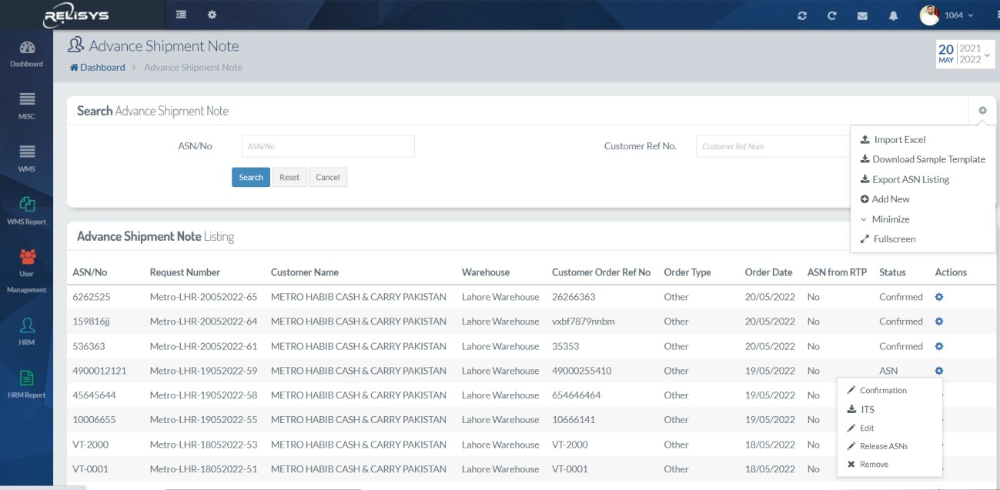 RELISYS
1064
Dashboard
MISC
WMS
WMS Report
User
Management
HRM
HRM Report
Advance Shipment Note
Dashboard > Advance Shipment Note
20 MAY 2021 2022
Search Advance Shipment Note
ASN/No ASN/No Customer Ref No. Customer Ref Num
Search Reset Cancel
Import Excel
Download Sample Template
Export ASN Listing
Add New
Minimize
Fullscreen
Advance Shipment Note Listing
ASN/No Request Number Customer Name Warehouse Customer Order Ref No Order Type Order Date ASN from RTP Status Actions
6262525 Metro-LHR-20052022-65 METRO HABIB CASH & CARRY PAKISTAN Lahore Warehouse 26266363 Other 20/05/2022 No Confirmed
159816jj Metro-LHR-20052022-64 METRO HABIB CASH & CARRY PAKISTAN Lahore Warehouse vxbf7879nnbm Other 20/05/2022 No Confirmed
536363 Metro-LHR-20052022-61 METRO HABIB CASH & CARRY PAKISTAN Lahore Warehouse 35353 Other 20/05/2022 No Confirmed
4900012121 Metro-LHR-19052022-59 METRO HABIB CASH & CARRY PAKISTAN Lahore Warehouse 49000255410 Other 19/05/2022 No ASN
45645644 Metro-LHR-19052022-58 METRO HABIB CASH & CARRY PAKISTAN Lahore Warehouse 654646464 Other 19/05/2022 No
10006655 Metro-LHR-19052022-55 METRO HABIB CASH & CARRY PAKISTAN Lahore Warehouse 10666141 Other 19/05/2022 No
VT-2000 Metro-LHR-18052022-53 METRO HABIB CASH & CARRY PAKISTAN Lahore Warehouse VT-2000 Other 18/05/2022 No
VT-0001 Metro-LHR-18052022-51 METRO HABIB CASH & CARRY PAKISTAN Lahore Warehouse VT-0001 Other 18/05/2022 No
Confirmation
ITS
Edit
Release ASNs
Remove